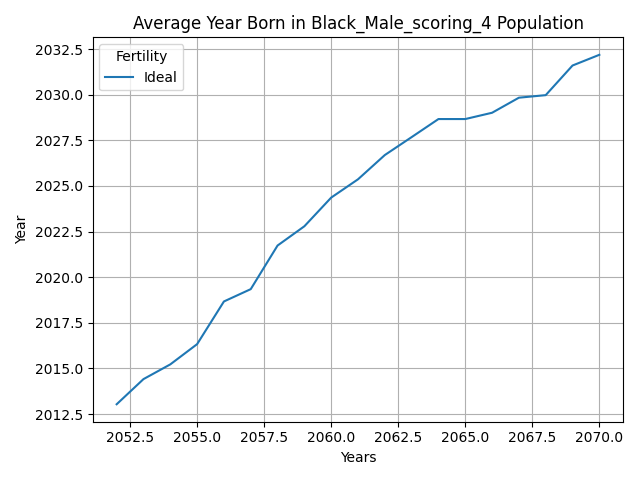 Average Year Born in Black_Male_scoring_4 Population
Fertility
Ideal
2032.5
2030.0
2027.5
2025.0
2022.5
2020.0
2017.5
2015.0
2012.5
Year
2052.5 2055.0 2057.5 2060.0 2062.5 2065.0 2067.5 2070.0
Years